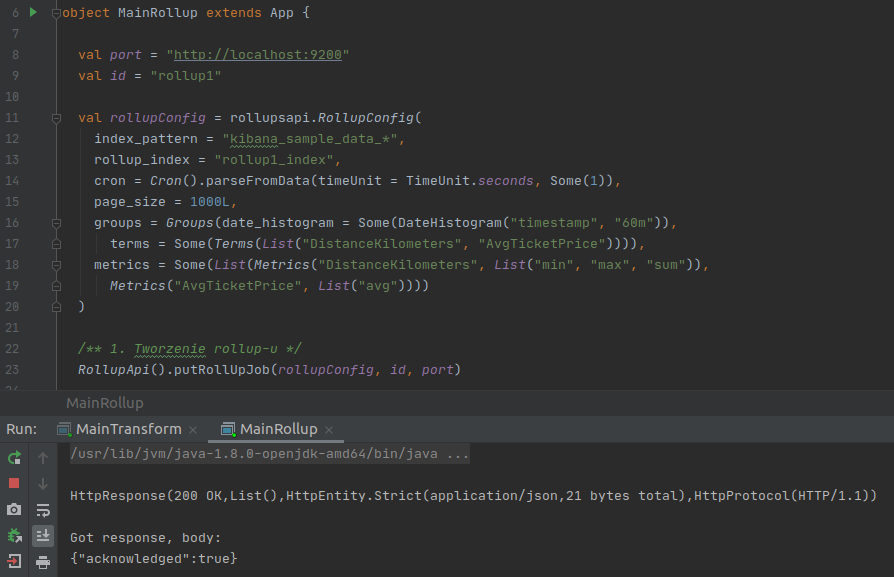 6 object MainRollup extends App {
7
8 val port = "http://localhost:9200"
9 val id = "rollup1"
10
11 val rollupConfig = rollupsapi.RollupConfig(
12 index_pattern = "kibana_sample_data_*",
13 rollup_index = "rollup1_index",
14 cron = Cron().parseFromData(timeUnit = TimeUnit.seconds, Some(1)),
15 page_size = 1000L,
16 groups = Groups(date_histogram = Some(DateHistogram("timestamp", "60m")),
17 terms = Some(Terms(List("DistanceKilometers", "AvgTicketPrice")))),
18 metrics = Some(List(Metrics("DistanceKilometers", List("min", "max", "sum")),
19 Metrics("AvgTicketPrice", List("avg"))))
20 )
21
22 /** 1. Tworzenie rollup-u */
23 RollupApi().putRollUpJob(rollupConfig, id, port)
MainRollup
Run: MainTransform × MainRollup ×
/usr/lib/jvm/java-1.8.0-openjdk-amd64/bin/java ...
HttpResponse(200 OK,List(),HttpEntity.Strict(application/json,21 bytes total),HttpProtocol(HTTP/1.1))
Got response, body:
{"acknowledged":true}